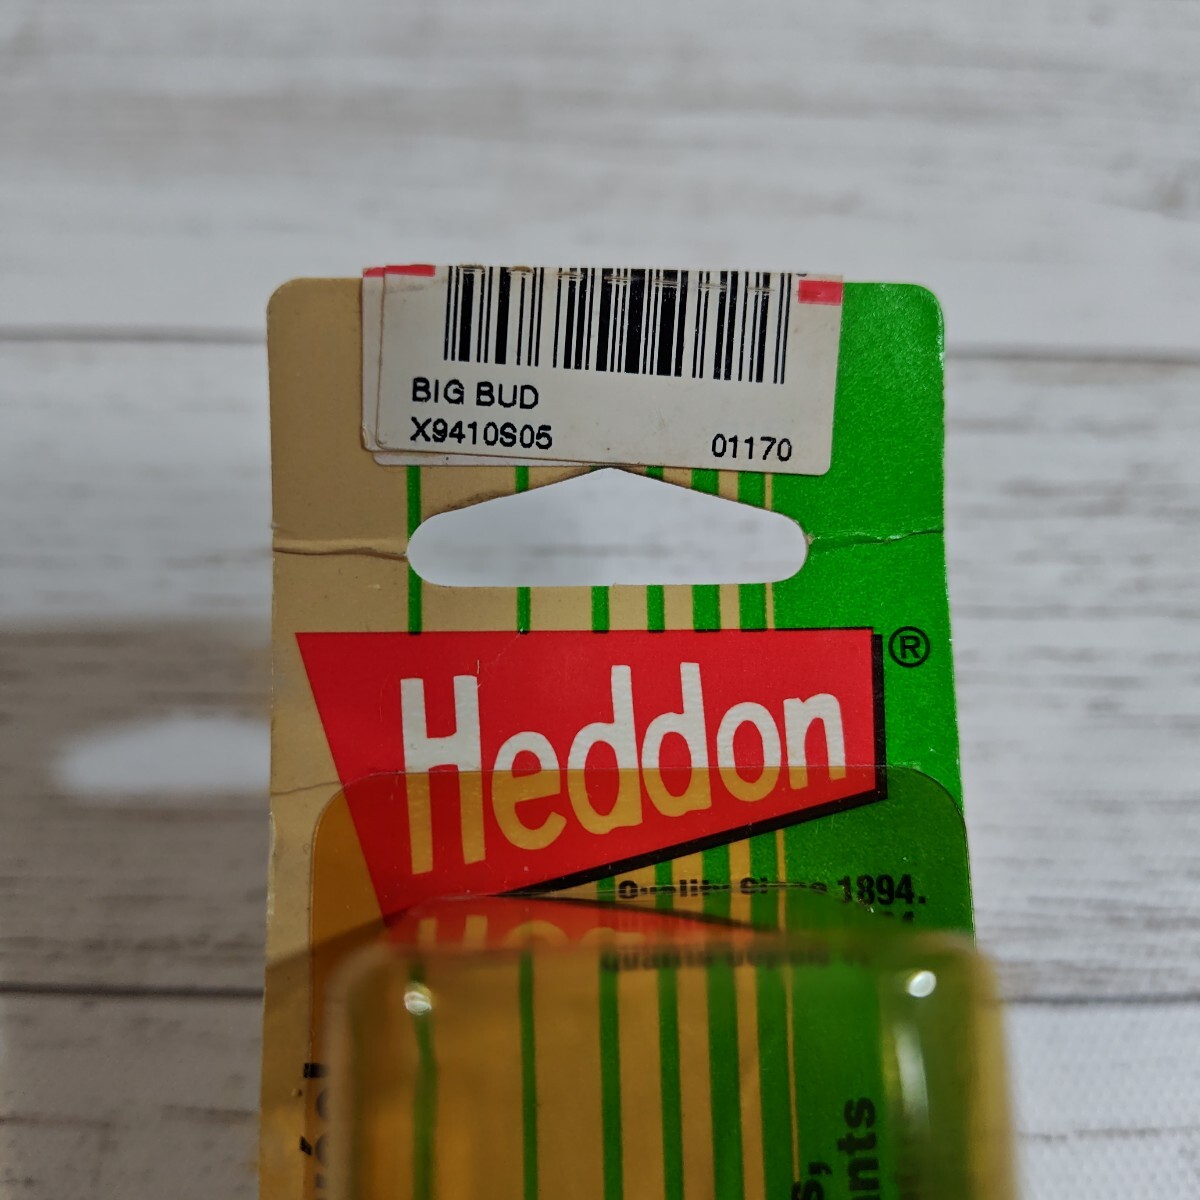 BIG BUD
X9410S05 01170
Heddon®
Quality Since 1894.